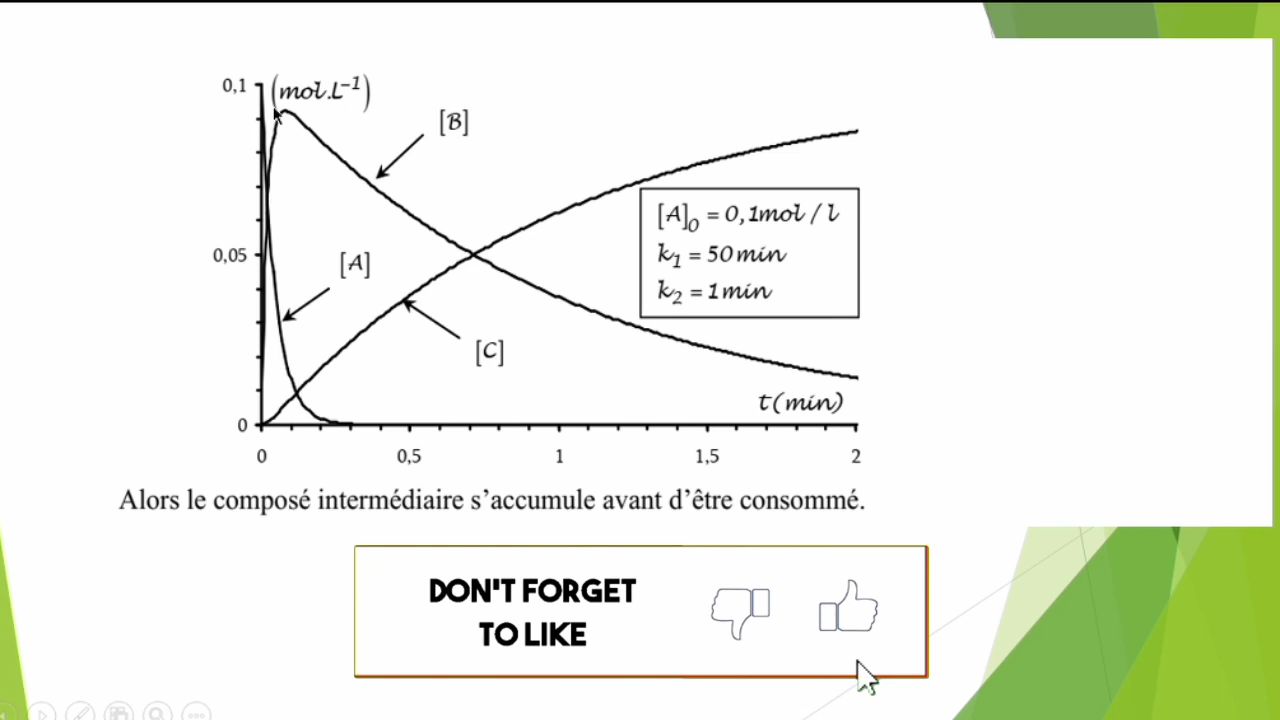 0,1
(mol.L⁻¹)
[B]
[A]₀ = 0,1mol / l
k₁ = 50 min
k₂ = 1 min
0,05
[A]
[C]
t(min)
0
0 0,5 1 1,5 2
Alors le composé intermédiaire s’accumule avant d’être consommé.
DON'T FORGET
TO LIKE